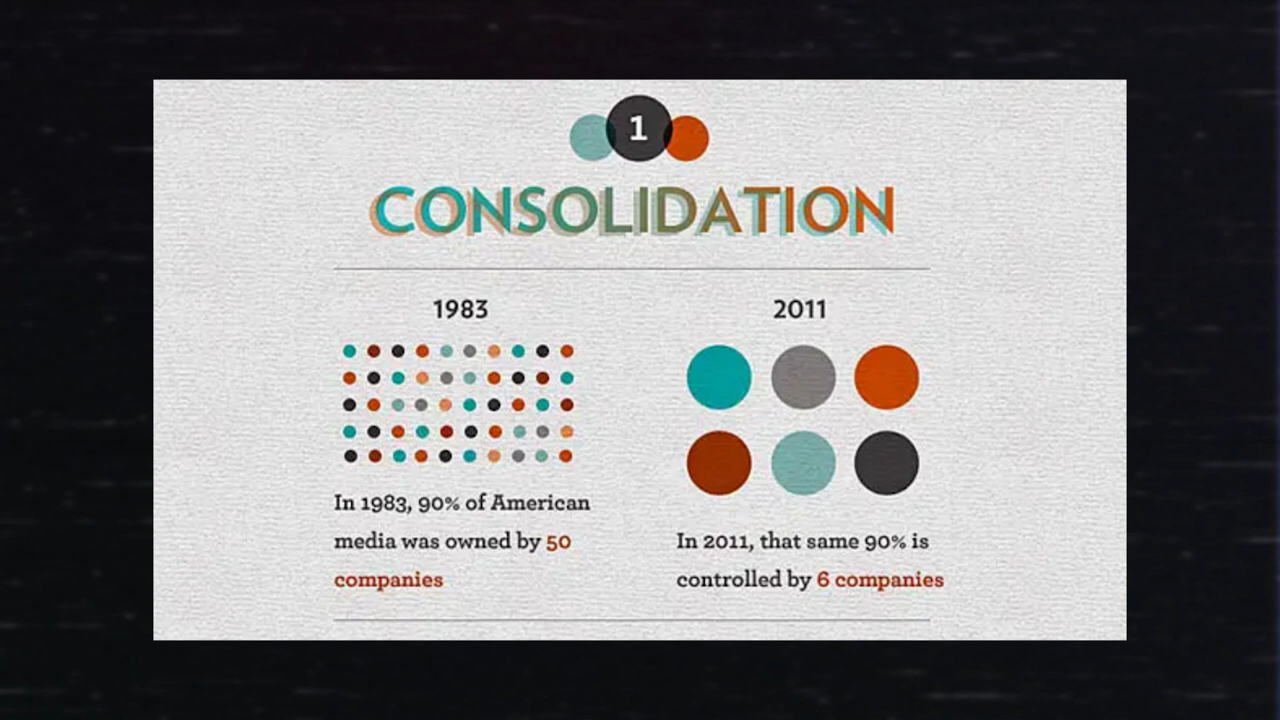 1
CONSOLIDATION
1983
In 1983, 90% of American
media was owned by 50
companies
2011
In 2011, that same 90% is
controlled by 6 companies